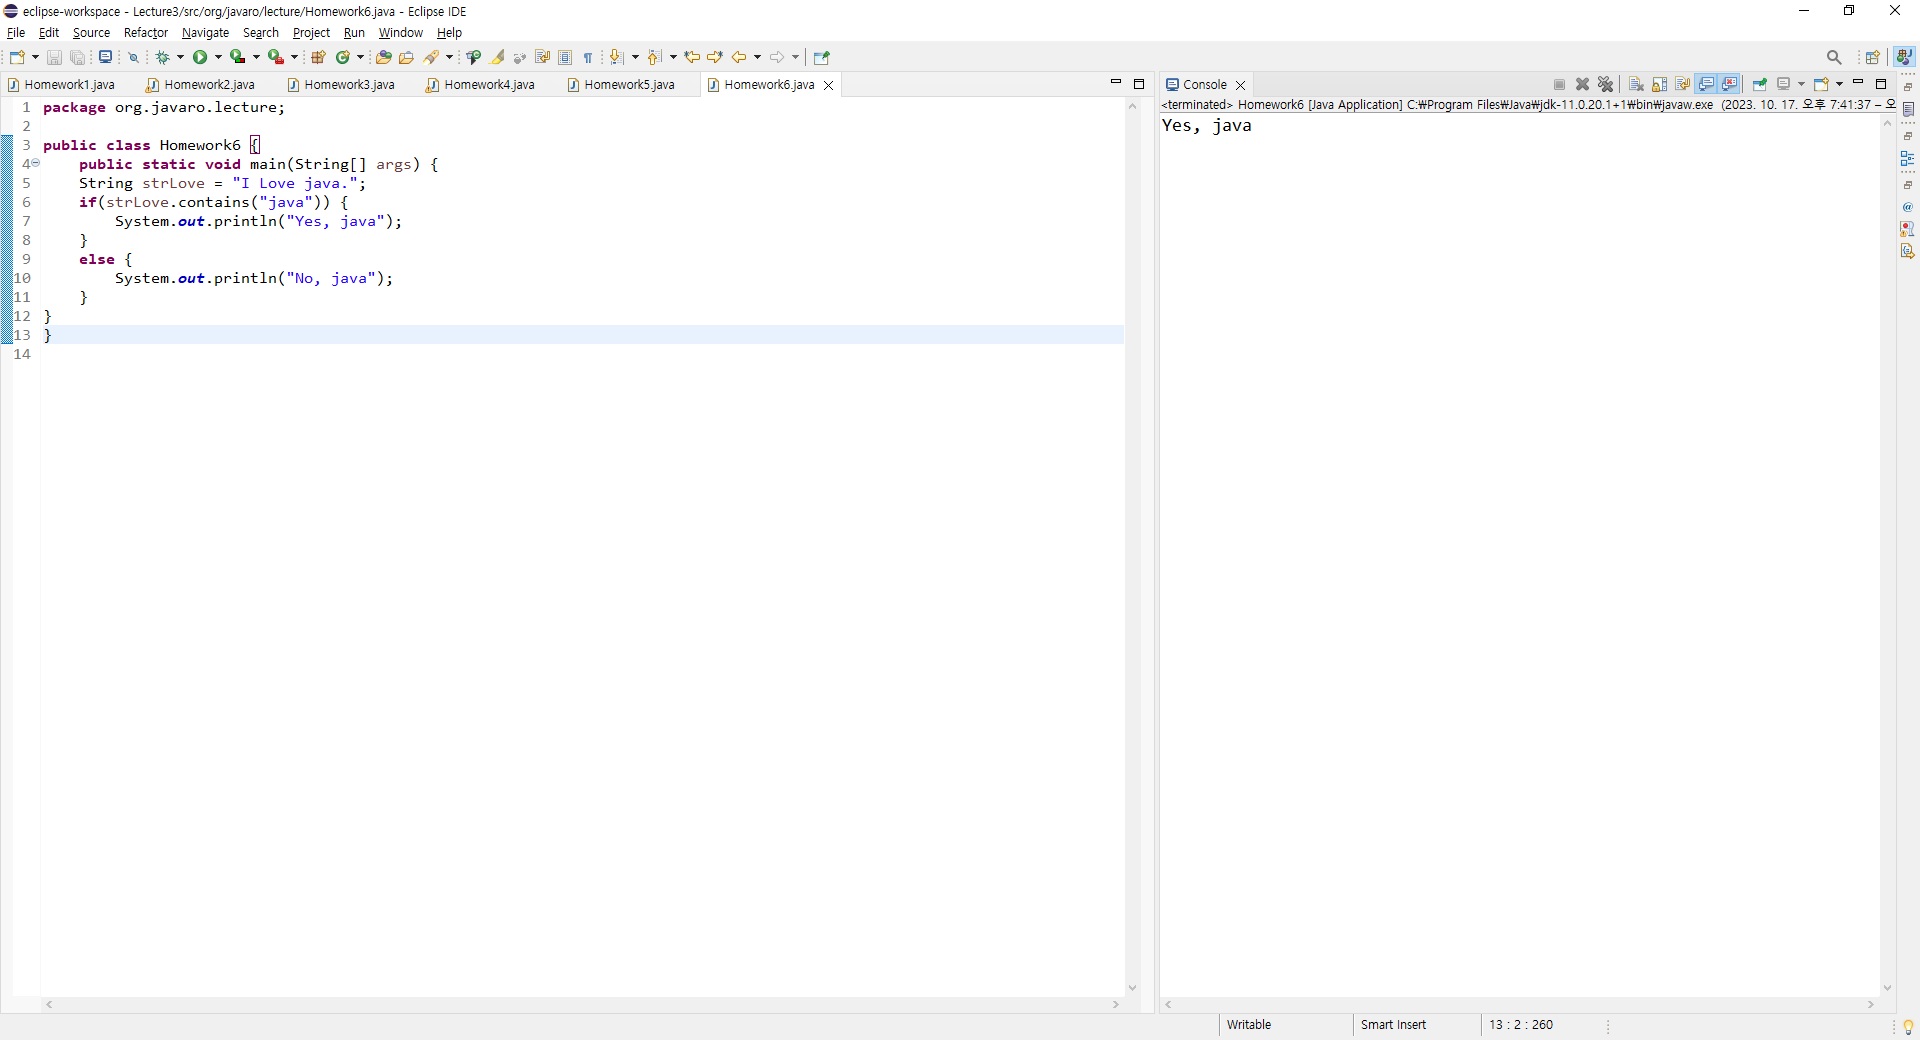 eclipse-workspace - Lecture3/src/org/javaro/lecture/Homework6.java - Eclipse IDE
File Edit Source Refactor Navigate Search Project Run Window Help
Homework1.java Homework2.java Homework3.java Homework4.java Homework5.java Homework6.java
1 package org.javaro.lecture;
2
3 public class Homework6 {
4     public static void main(String[] args) {
5     String strLove = "I Love java.";
6     if(strLove.contains("java")) {
7         System.out.println("Yes, java");
8     }
9     else {
10         System.out.println("No, java");
11     }
12 }
13 }
14
Console
<terminated> Homework6 [Java Application] C:₩Program Files₩Java₩jdk-11.0.20.1+1₩bin₩javaw.exe (2023. 10. 17. 오후 7:41:37 – 오
Yes, java
Writable Smart Insert 13 : 2 : 260